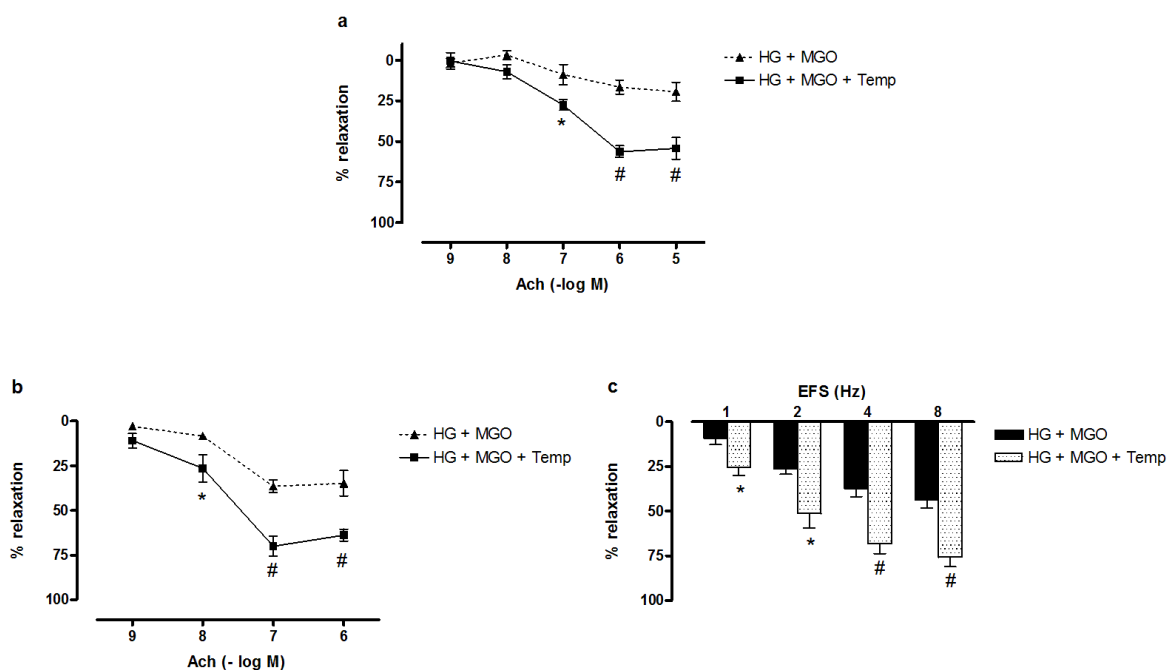 a
% relaxation
0
25
50
75
100
*
#
#
9 8 7 6 5
Ach (-log M)
HG + MGO
HG + MGO + Temp
b
% relaxation
0
25
50
75
100
*
#
#
9 8 7 6
Ach (- log M)
HG + MGO
HG + MGO + Temp
c
EFS (Hz)
1 2 4 8
% relaxation
0
25
50
75
100
*
*
#
#
HG + MGO
HG + MGO + Temp